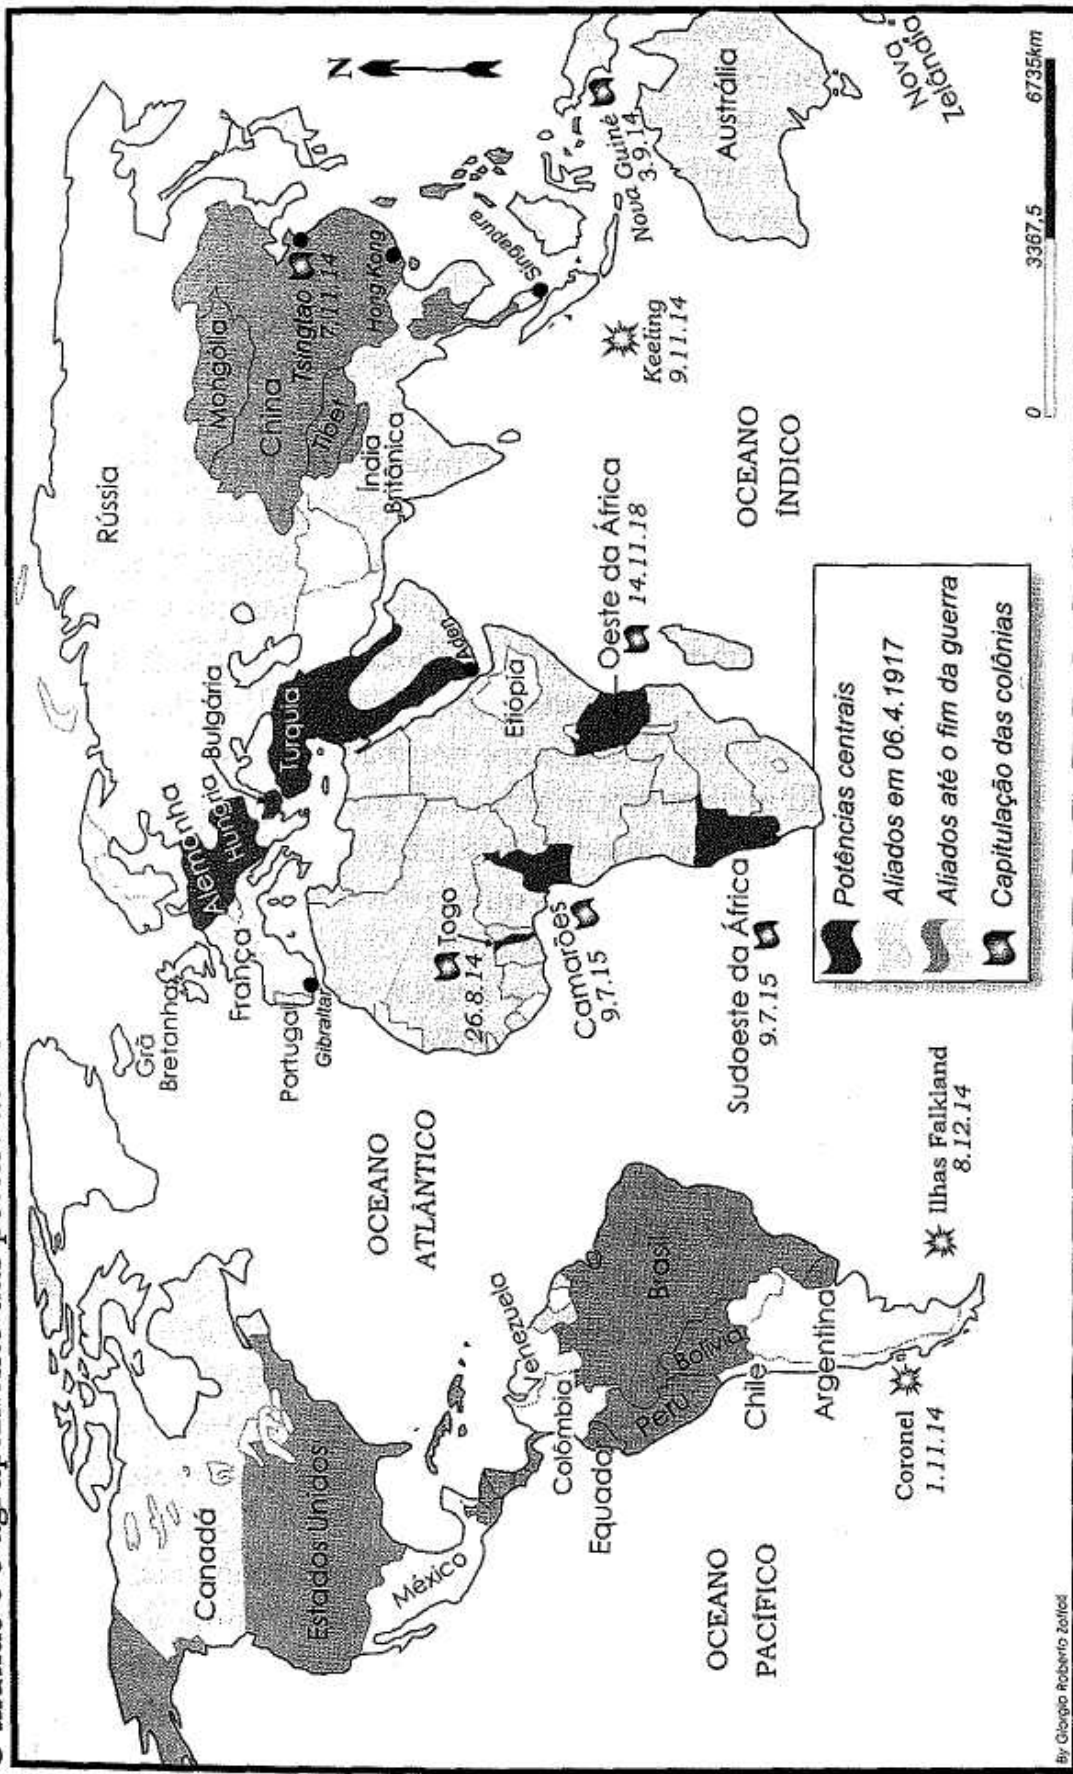 N
Rússia
Grã
Bretanha
Alemanha
Hungria
Bulgária
França
Portugal
Gibraltar
Turquia
Aden
Mongolia
China
Tsinglao
7.11.14
Tibet
Hong Kong
Índia
Britânica
Singapura
Nova Guiné
3.9.14
Austrália
Nova
Zelândia
Keeling
9.11.14
Etiópia
Togo
26.8.14
Camarões
9.7.15
Oeste da África
14.11.18
Sudoeste da África
9.7.15
OCEANO
ÍNDICO
OCEANO
ATLÂNTICO
OCEANO
PACÍFICO
Canadá
Estados Unidos
México
Venezuela
Colômbia
Equador
Peru
Brasil
Bolívia
Chile
Argentina
Coronel
1.11.14
Ilhas Falkland
8.12.14
Potências centrais
Aliados em 06.4.1917
Aliados até o fim da guerra
Capitulação das colônias
0 3367,5 6735km
By Giorgio Roberto Zoffoli